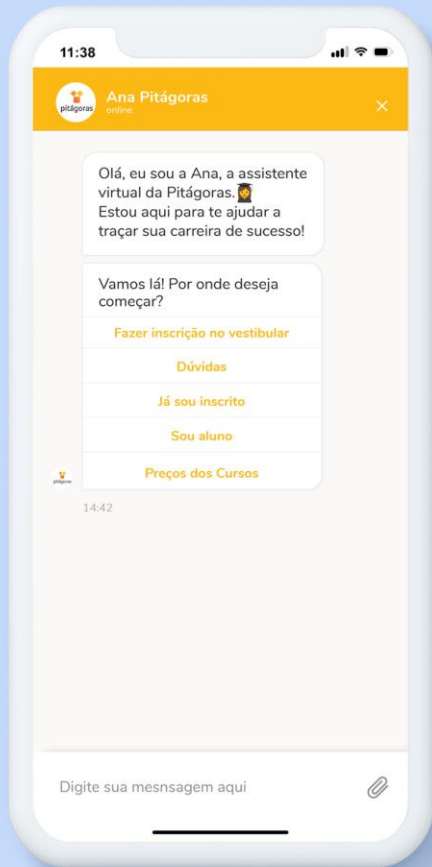 11:38
pitágoras
Ana Pitágoras
online
Olá, eu sou a Ana, a assistente
virtual da Pitágoras.👩‍🎓
Estou aqui para te ajudar a
traçar sua carreira de sucesso!
Vamos lá! Por onde deseja
começar?
Fazer inscrição no vestibular
Dúvidas
Já sou inscrito
Sou aluno
Preços dos Cursos
pitágoras
14:42
Digite sua mesnsagem aqui